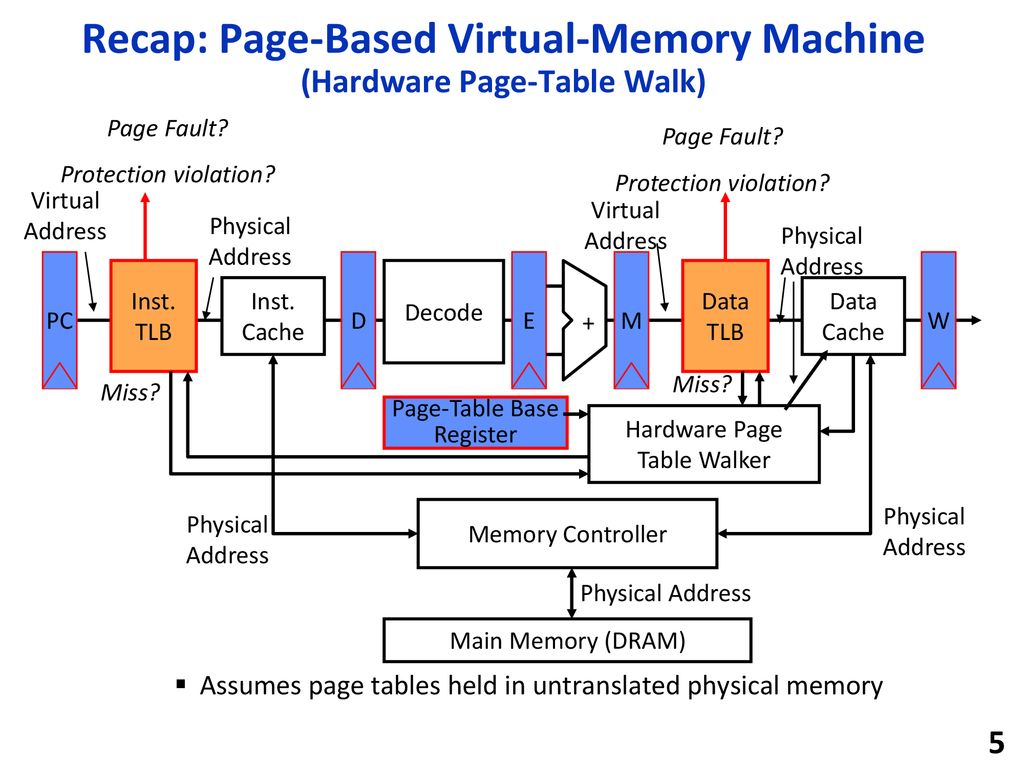 Recap: Page-Based Virtual-Memory Machine
(Hardware Page-Table Walk)
Page Fault?
Page Fault?
Protection violation?
Protection violation?
Virtual
Address
Physical
Address
Virtual
Address
Physical
Address
PC
Inst.
TLB
Inst.
Cache
D
Decode
E
+
M
Data
TLB
Data
Cache
W
Miss?
Miss?
Page-Table Base
Register
Hardware Page
Table Walker
Physical
Address
Memory Controller
Physical
Address
Physical Address
Main Memory (DRAM)
▪ Assumes page tables held in untranslated physical memory
5